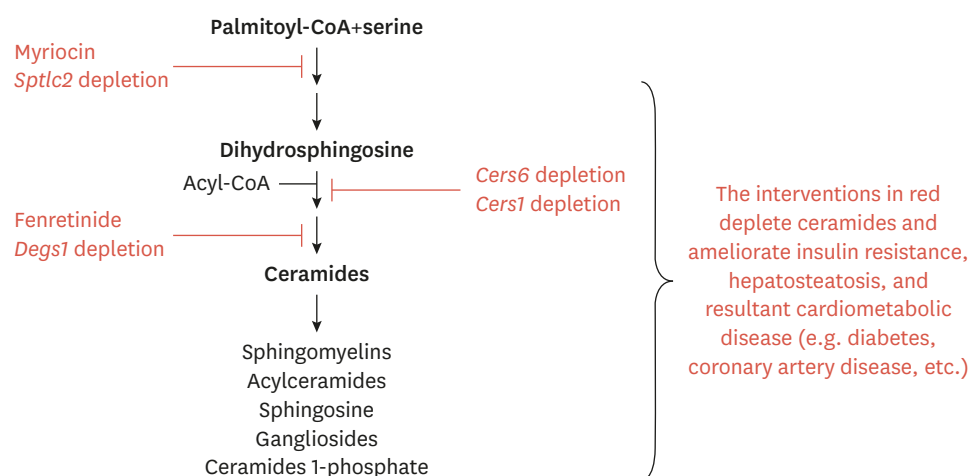 Palmitoyl-CoA+serine
Myriocin
Sptlc2 depletion
Dihydrosphingosine
Acyl-CoA
Cers6 depletion
Cers1 depletion
Fenretinide
Degs1 depletion
Ceramides
Sphingomyelins
Acylceramides
Sphingosine
Gangliosides
Ceramides 1-phosphate
The interventions in red
deplete ceramides and
ameliorate insulin resistance,
hepatosteatosis, and
resultant cardiometabolic
disease (e.g. diabetes,
coronary artery disease, etc.)